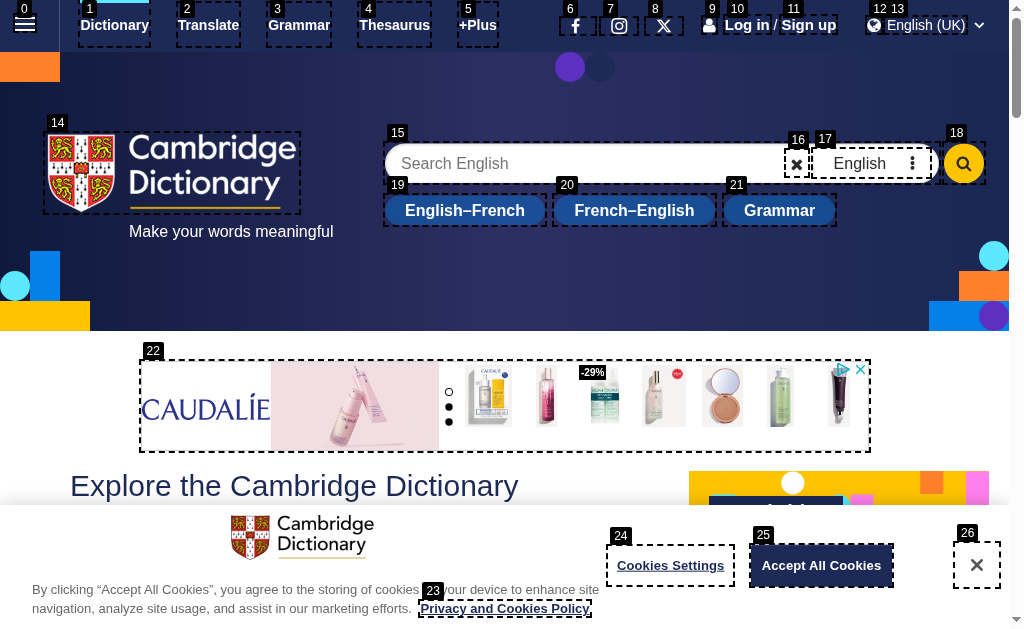 0 1 2 3 4 5 6 7 8 9 10 11 12 13
Dictionary Translate Grammar Thesaurus +Plus Log in / Sign up English (UK)
14
15 16 17 18
Cambridge
Dictionary
Make your words meaningful
Search English English
19 20 21
English–French French–English Grammar
22
CAUDALÍE
-29%
Explore the Cambridge Dictionary
Cambridge
Dictionary
24 25 26
Cookies Settings Accept All Cookies
By clicking “Accept All Cookies”, you agree to the storing of cookies 23 your device to enhance site
navigation, analyze site usage, and assist in our marketing efforts. Privacy and Cookies Policy